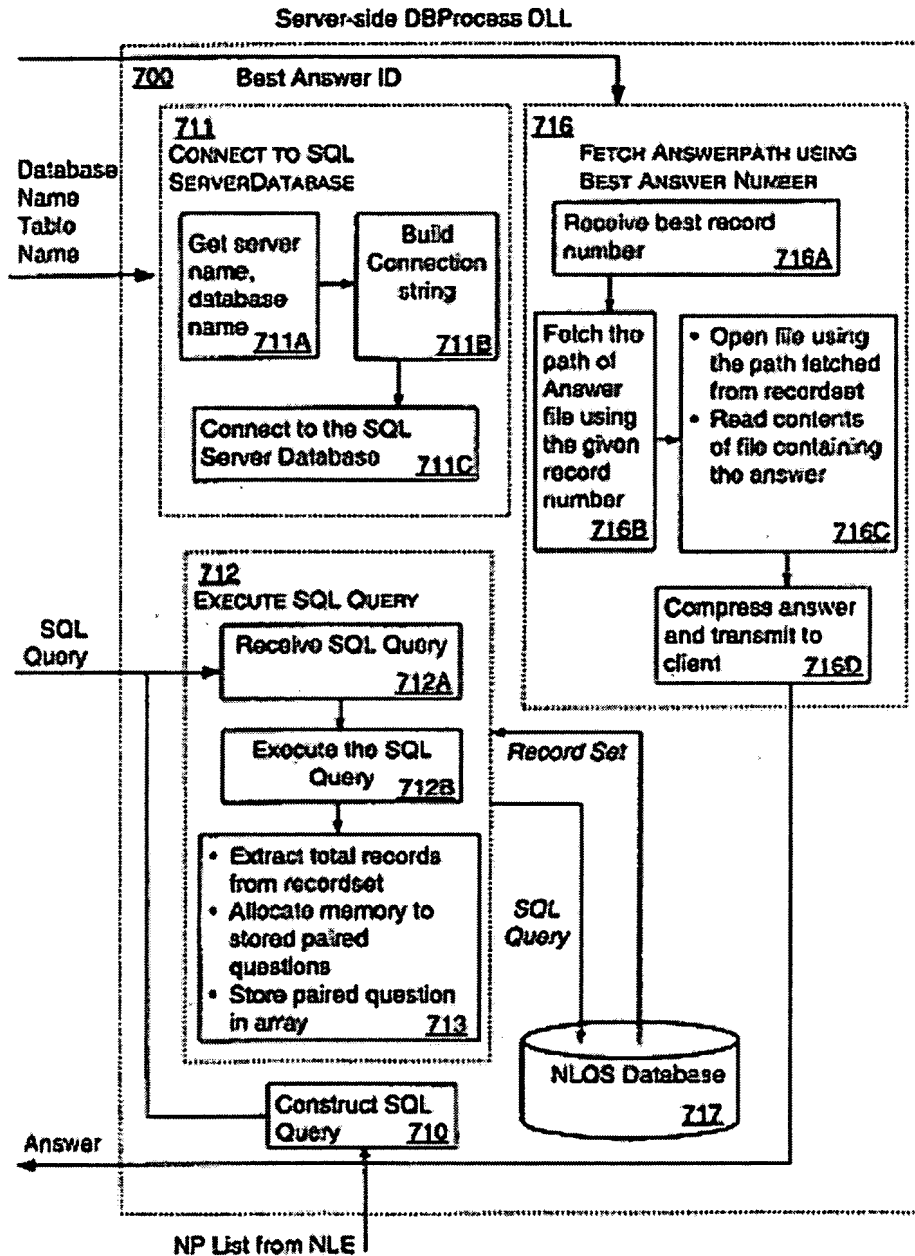 Server-side DBProcess DLL
700 Best Answer ID
Database
Name
Table
Name
711
CONNECT TO SQL
SERVERDATABASE
Get server
name,
database
name 711A
Build
Connection
string
711B
Connect to the SQL
Server Database 711C
716
FETCH ANSWERPATH USING
BEST ANSWER NUMBER
Receive best record
number 716A
Fetch the
path of
Answer
file using
the given
record
number
716B
• Open file using
the path fetched
from recordset
• Read contents
of file containing
the answer
716C
Compress answer
and transmit to
client 716D
SQL
Query
712
EXECUTE SQL QUERY
Receive SQL Query
712A
Execute the SQL
Query 712B
• Extract total records
from recordset
• Allocate memory to
stored paired
questions
• Store paired question
in array 713
Record Set
SQL
Query
NLQS Database
717
Construct SQL
Query 710
Answer
NP List from NLE